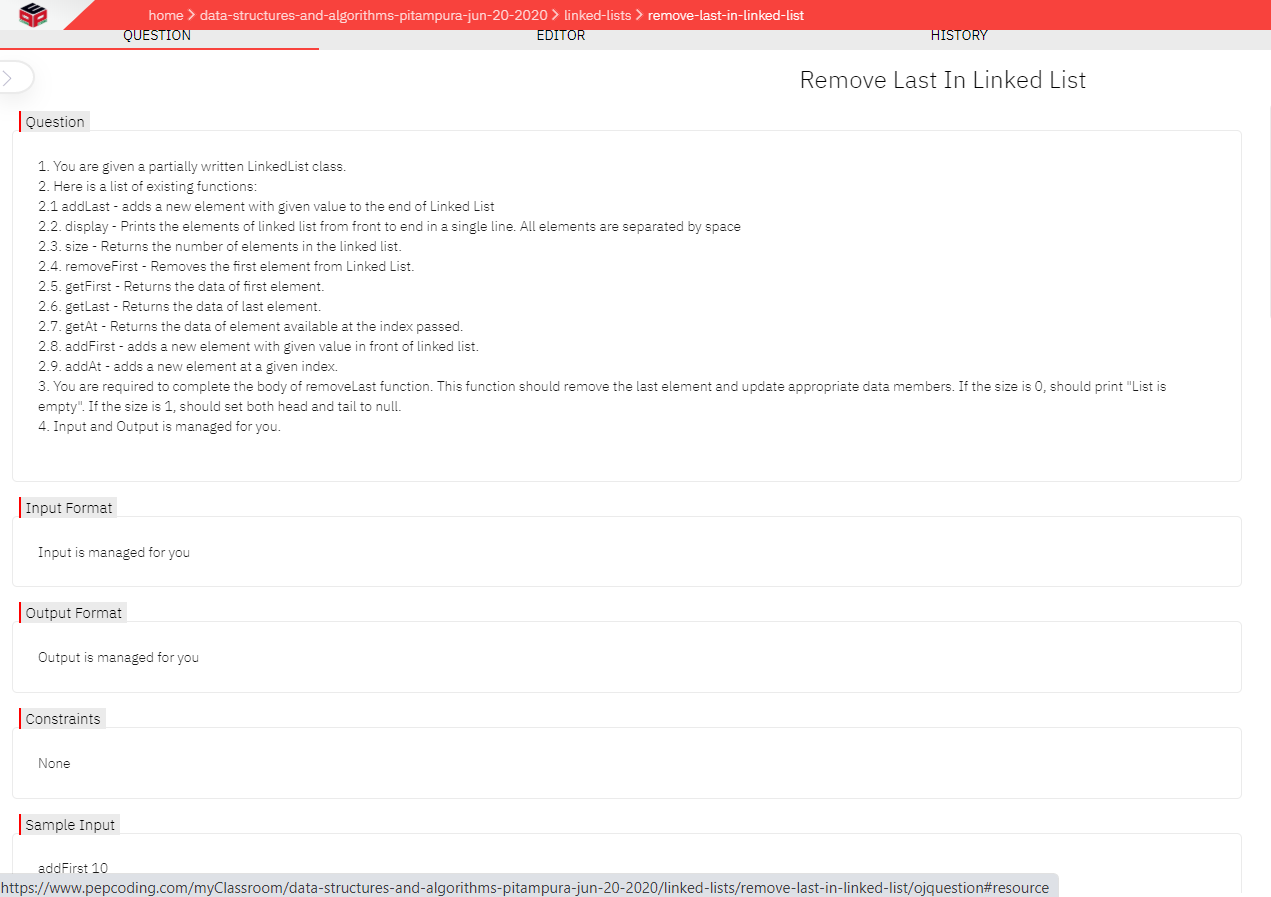 home > data-structures-and-algorithms-pitampura-jun-20-2020 > linked-lists > remove-last-in-linked-list
QUESTION EDITOR HISTORY
Remove Last In Linked List
Question
1. You are given a partially written LinkedList class.
2. Here is a list of existing functions:
2.1 addLast - adds a new element with given value to the end of Linked List
2.2. display - Prints the elements of linked list from front to end in a single line. All elements are separated by space
2.3. size - Returns the number of elements in the linked list.
2.4. removeFirst - Removes the first element from Linked List.
2.5. getFirst - Returns the data of first element.
2.6. getLast - Returns the data of last element.
2.7. getAt - Returns the data of element available at the index passed.
2.8. addFirst - adds a new element with given value in front of linked list.
2.9. addAt - adds a new element at a given index.
3. You are required to complete the body of removeLast function. This function should remove the last element and update appropriate data members. If the size is 0, should print "List is
empty". If the size is 1, should set both head and tail to null.
4. Input and Output is managed for you.
Input Format
Input is managed for you
Output Format
Output is managed for you
Constraints
None
Sample Input
addFirst 10
https://www.pepcoding.com/myClassroom/data-structures-and-algorithms-pitampura-jun-20-2020/linked-lists/remove-last-in-linked-list/ojquestion#resource